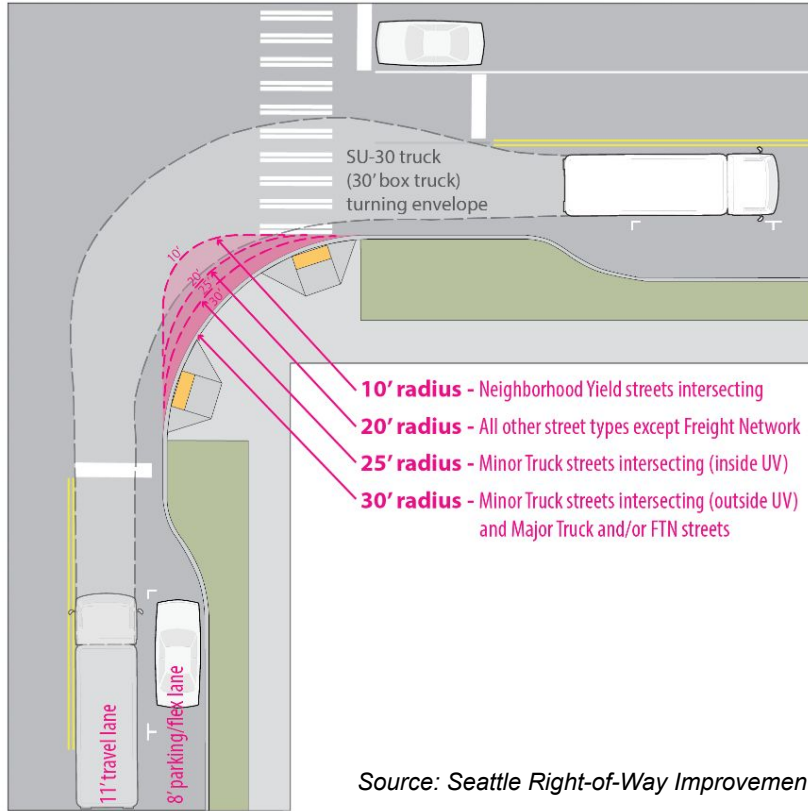 SU-30 truck
(30' box truck)
turning envelope
10'
20'
25'
30'
10' radius - Neighborhood Yield streets intersecting
20' radius - All other street types except Freight Network
25' radius - Minor Truck streets intersecting (inside UV)
30' radius - Minor Truck streets intersecting (outside UV)
and Major Truck and/or FTN streets
11' travel lane
8' parking/flex lane
Source: Seattle Right-of-Way Improvemen